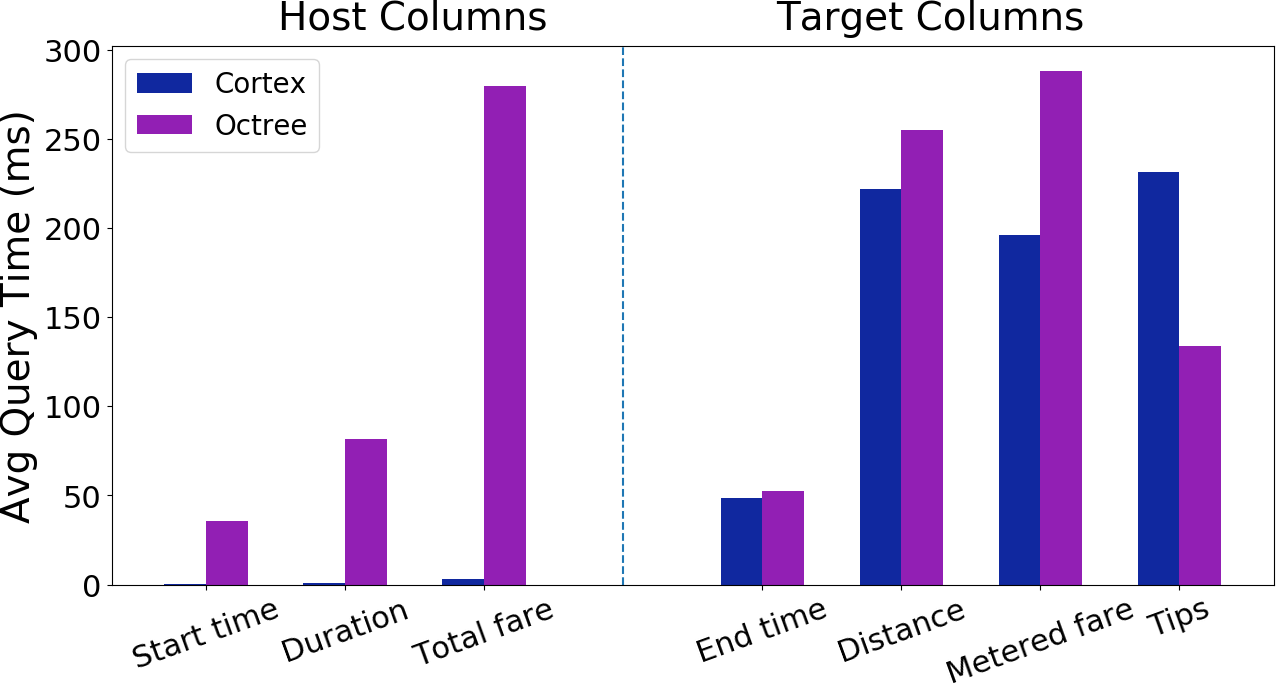 Host Columns
Target Columns
Cortex
Octree
Avg Query Time (ms)
300
250
200
150
100
50
0
Start time
Duration
Total fare
End time
Distance
Metered fare
Tips